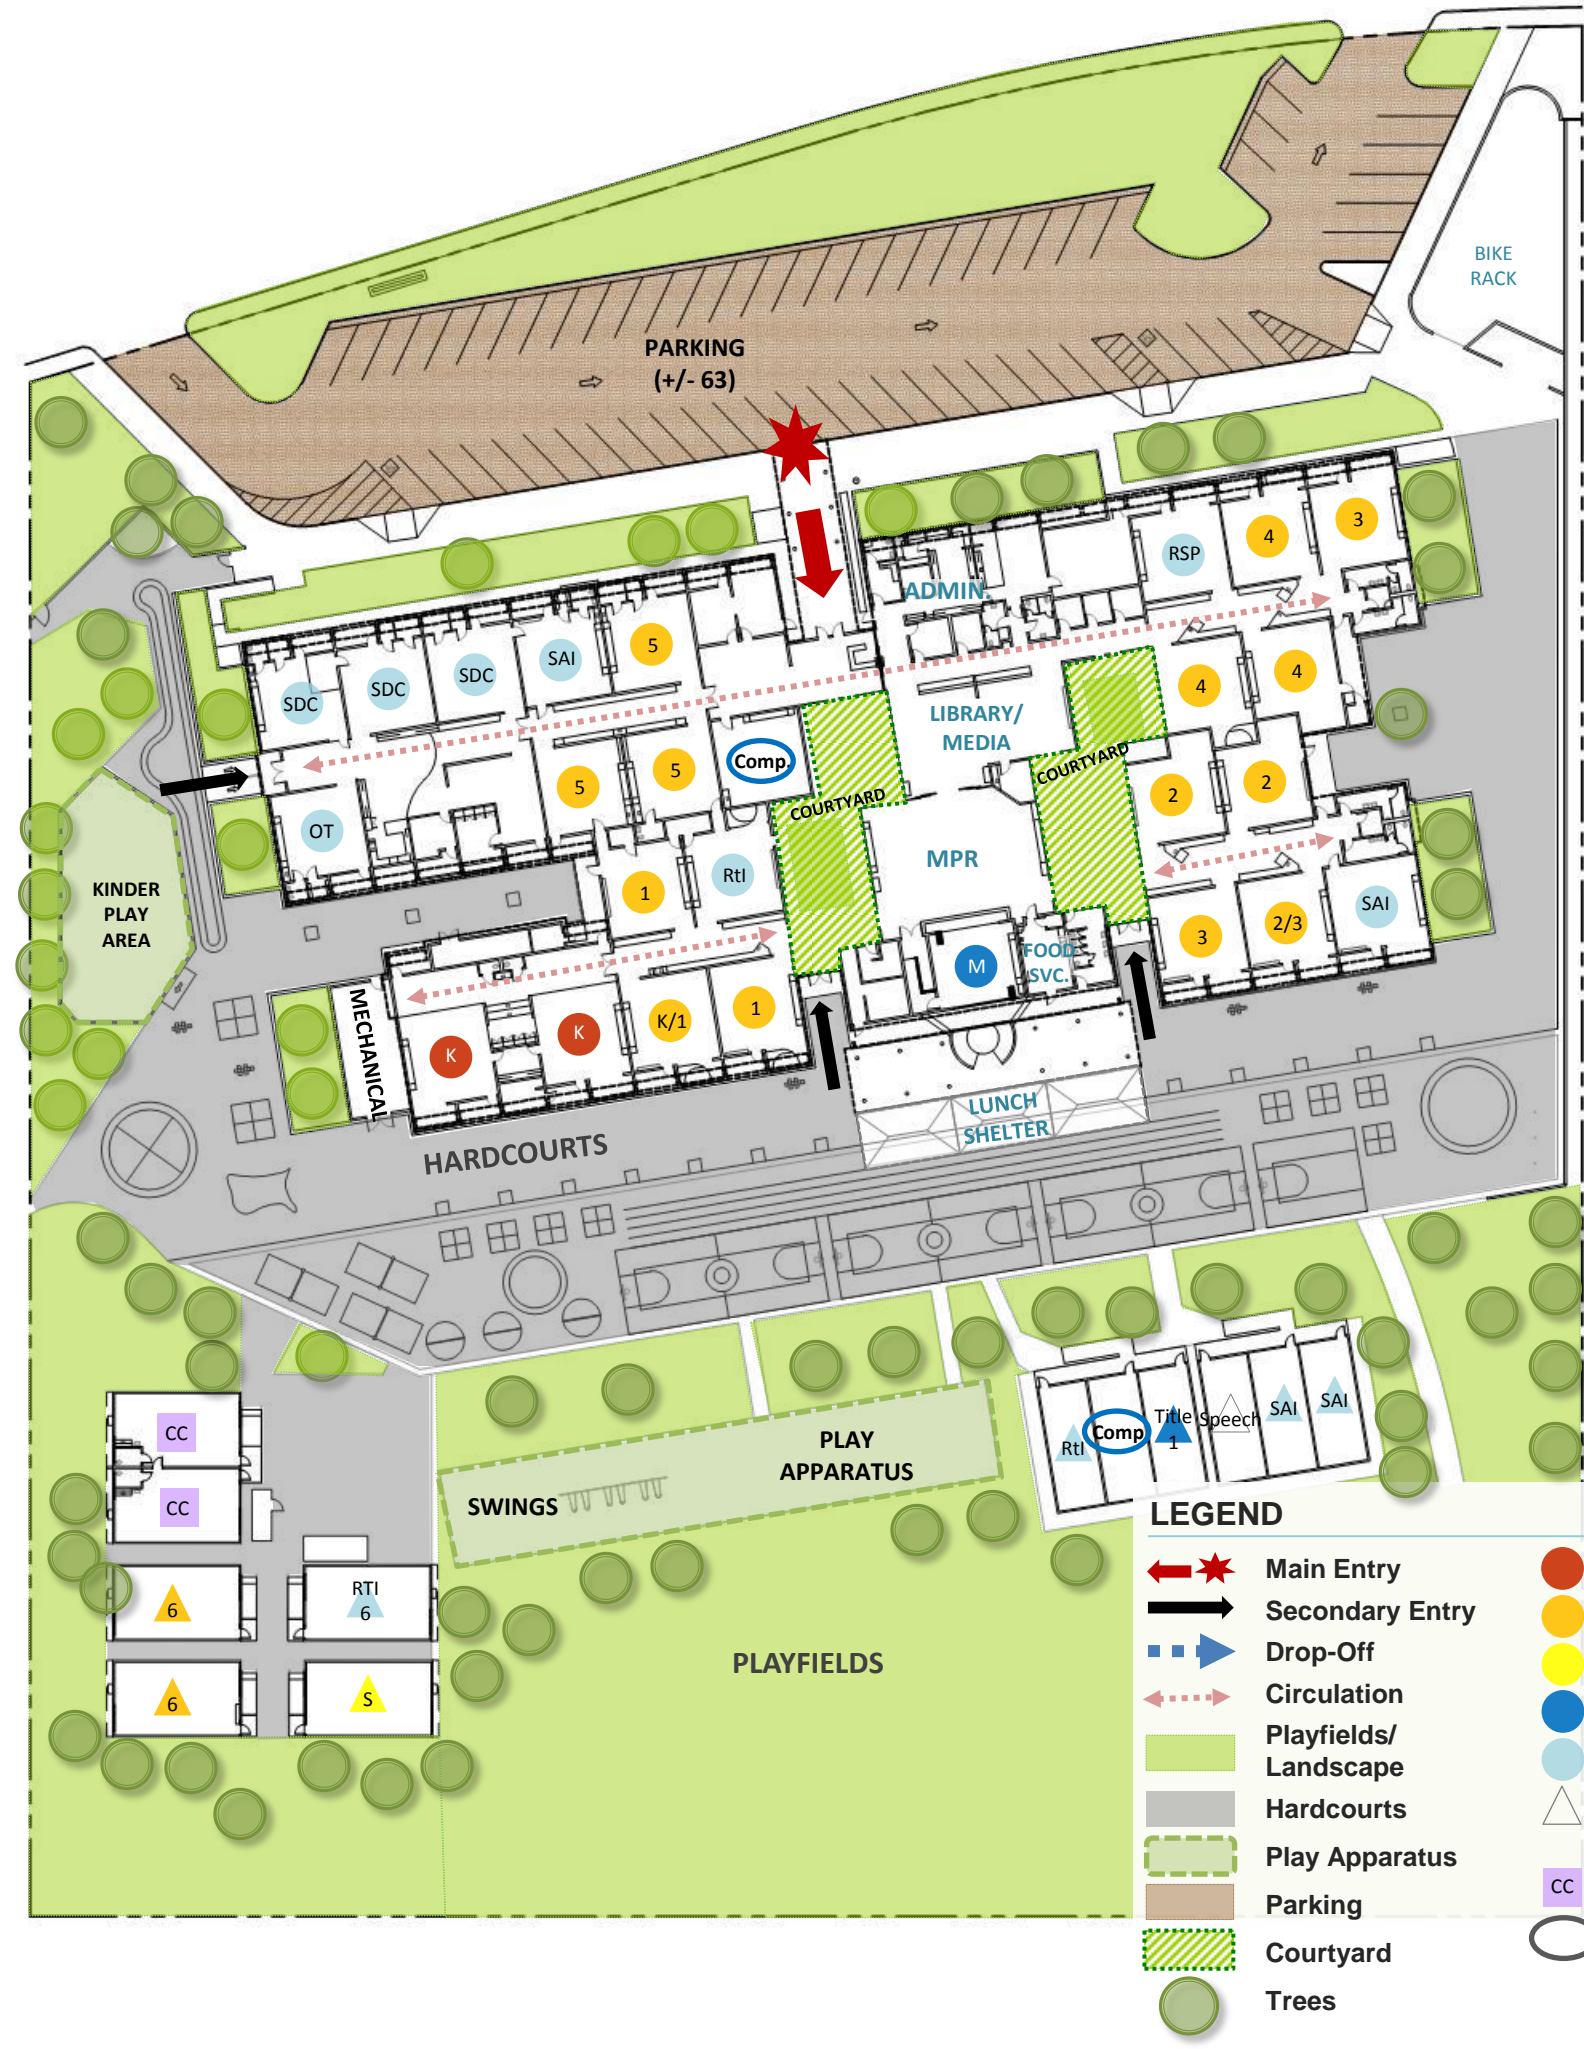 BIKE
RACK
PARKING
(+/- 63)
3
4
RSP
ADMIN.
5
SAI
SDC
SDC
SDC
4
4
LIBRARY/
MEDIA
COURTYARD
Comp.
5
5
2
2
COURTYARD
OT
MPR
RtI
1
KINDER
PLAY
AREA
SAI
2/3
3
FOOD
SVC.
M
MECHANICAL
K
K
K/1
1
LUNCH
SHELTER
HARDCOURTS
CC
CC
PLAY
APPARATUS
SWINGS
RtI
Comp
Title
1
Speech
SAI
SAI
6
RTI
6
6
S
PLAYFIELDS
LEGEND
Main Entry
Secondary Entry
Drop-Off
Circulation
Playfields/
Landscape
Hardcourts
Play Apparatus
CC
Parking
Courtyard
Trees